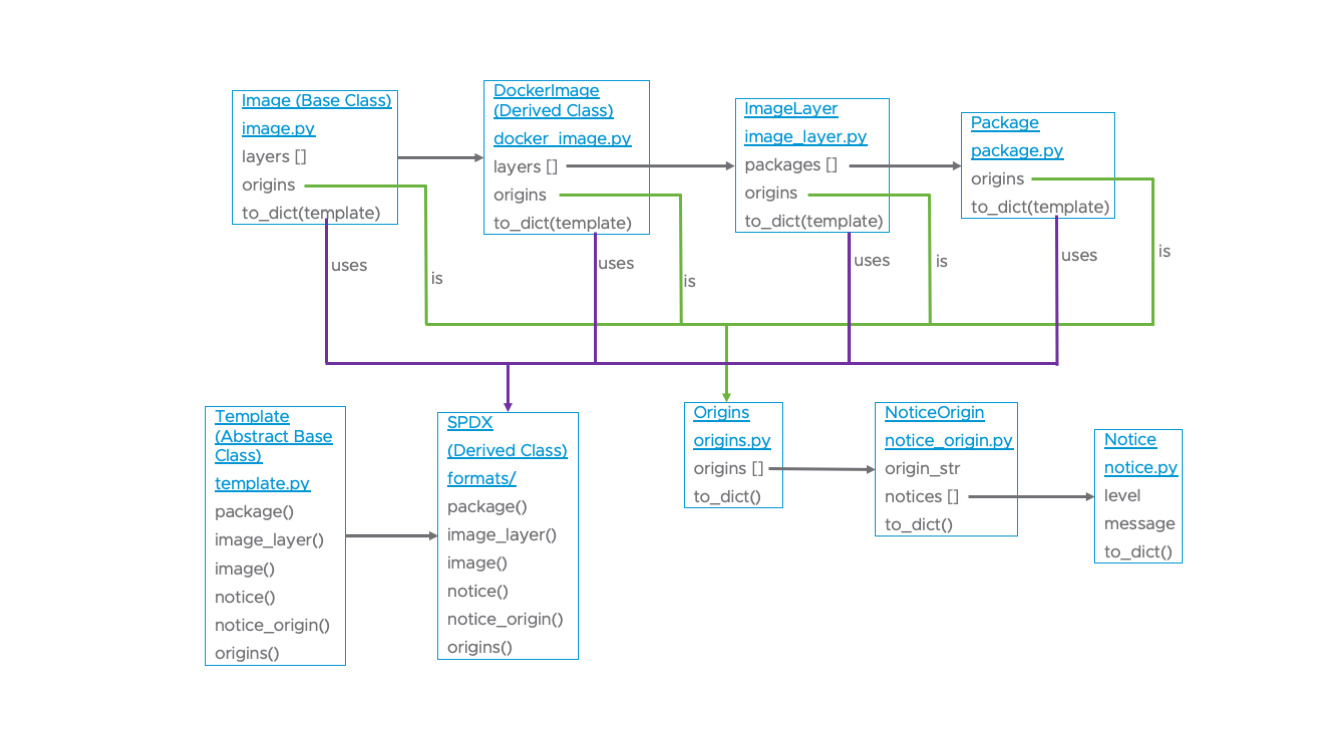 Image (Base Class)
image.py
layers []
origins
to_dict(template)
DockerImage
(Derived Class)
docker_image.py
layers []
origins
to_dict(template)
ImageLayer
image_layer.py
packages []
origins
to_dict(template)
Package
package.py
origins
to_dict(template)
uses
is
uses
is
uses
is
uses
is
Template
(Abstract Base
Class)
template.py
package()
image_layer()
image()
notice()
notice_origin()
origins()
SPDX
(Derived Class)
formats/
package()
image_layer()
image()
notice()
notice_origin()
origins()
Origins
origins.py
origins []
to_dict()
NoticeOrigin
notice_origin.py
origin_str
notices []
to_dict()
Notice
notice.py
level
message
to_dict()